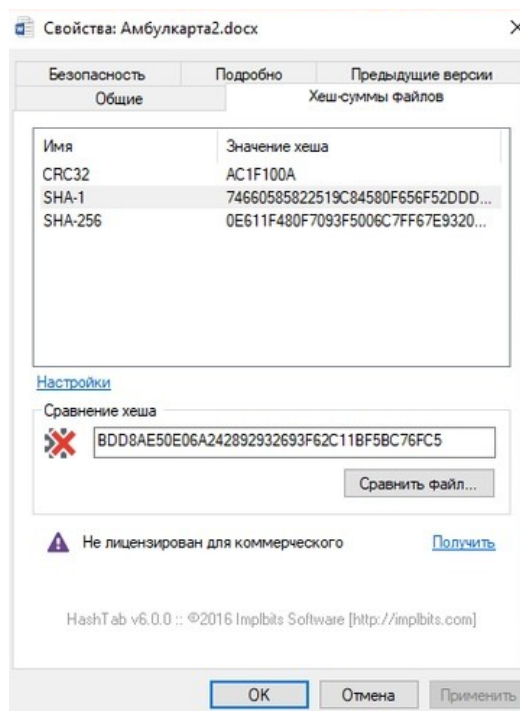 Свойства: Амбулкарта2.docx
Безопасность Подробно Предыдущие версии
Общие Хеш-суммы файлов
Имя Значение хеша
CRC32 AC1F100A
SHA-1 74660585822519C84580F656F52DDD...
SHA-256 0E611F480F7093F5006C7FF67E9320...
Настройки
Сравнение хеша
BDD8AE50E06A242892932693F62C11BF5BC76FC5
Сравнить файл...
Не лицензирован для коммерческого Получить
HashTab v6.0.0 :: ©2016 Implbits Software [http://implbits.com]
OK Отмена Применить